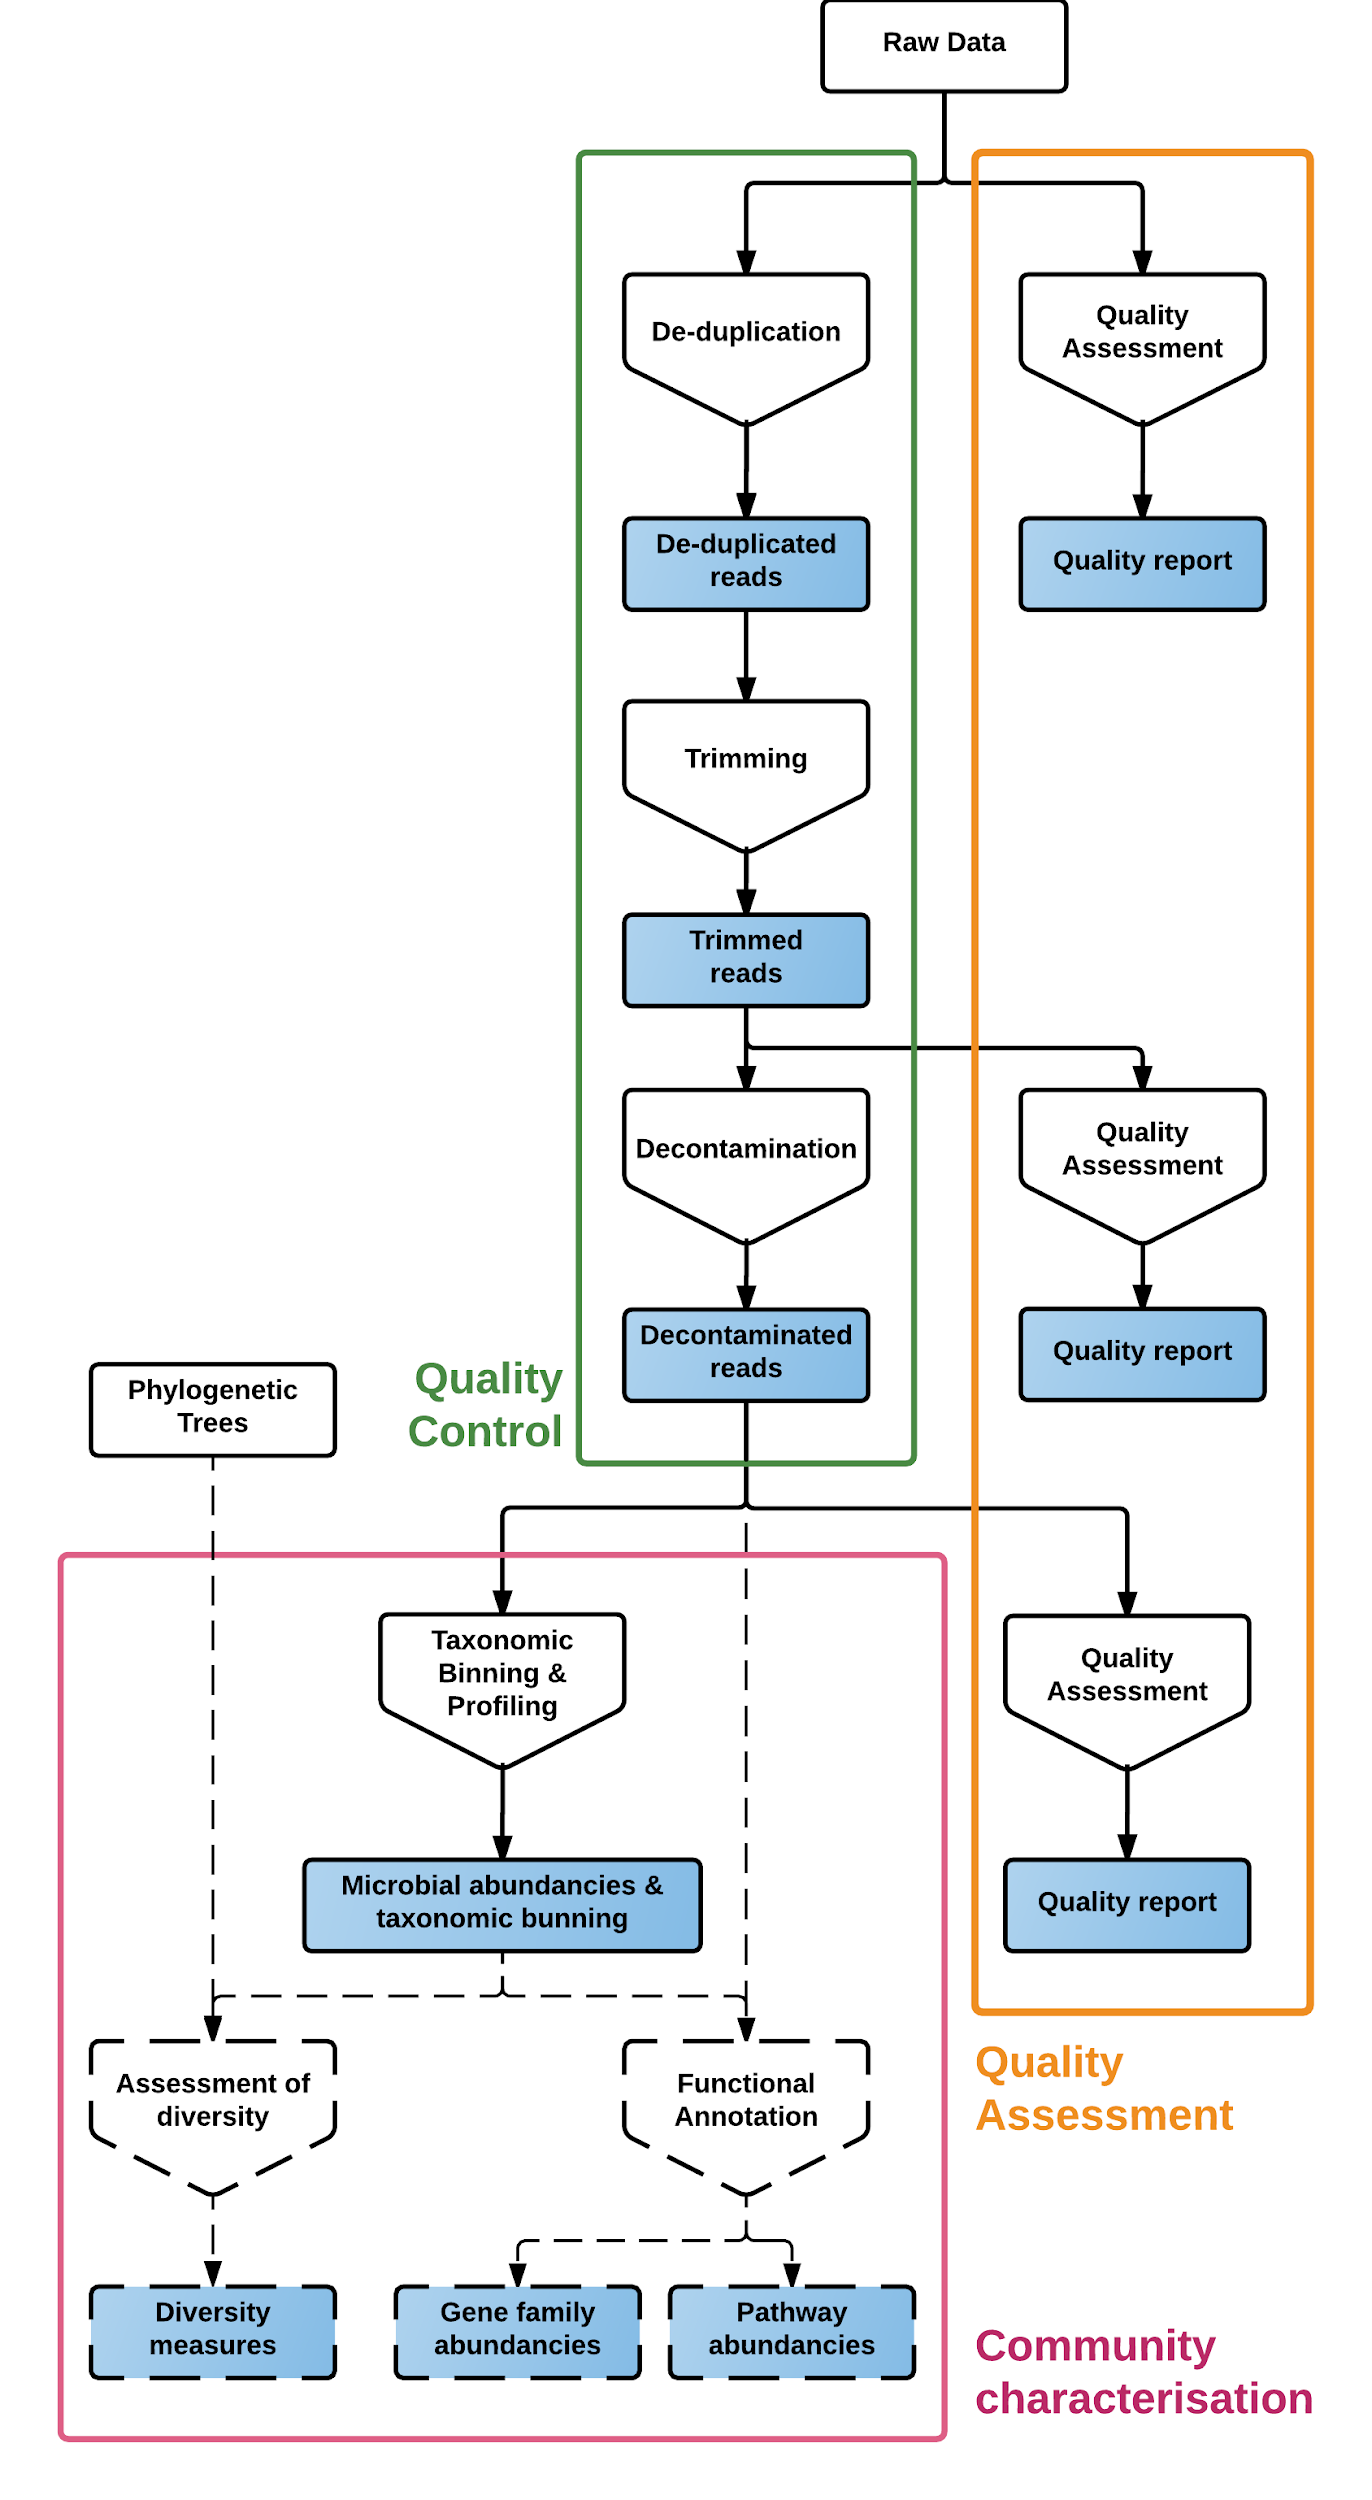 Raw Data
De-duplication
Quality
Assessment
De-duplicated
reads
Quality report
Trimming
Trimmed
reads
Decontamination
Quality
Assessment
Decontaminated
reads
Quality report
Phylogenetic
Trees
Quality
Control
Taxonomic
Binning &
Profiling
Quality
Assessment
Microbial abundancies &
taxonomic bunning
Quality report
Assessment of
diversity
Functional
Annotation
Quality
Assessment
Diversity
measures
Gene family
abundancies
Pathway
abundancies
Community
characterisation